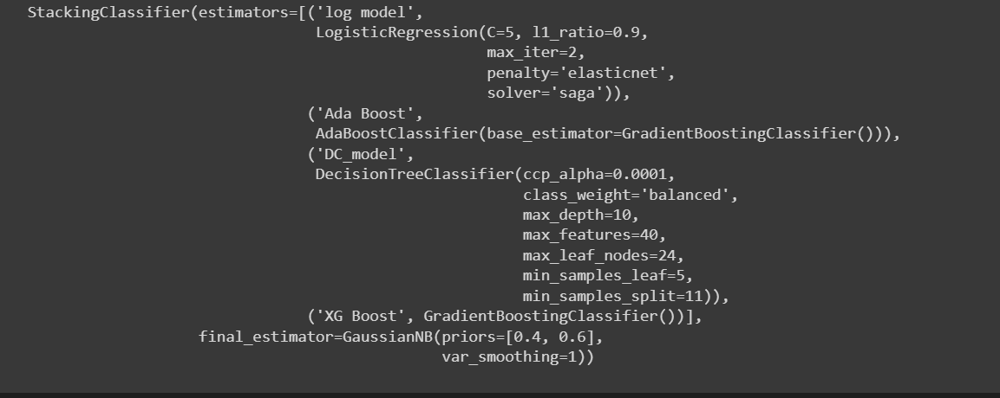 StackingClassifier(estimators=[('log model',
LogisticRegression(C=5, l1_ratio=0.9,
max_iter=2,
penalty='elasticnet',
solver='saga')),
('Ada Boost',
AdaBoostClassifier(base_estimator=GradientBoostingClassifier())),
('DC_model',
DecisionTreeClassifier(ccp_alpha=0.0001,
class_weight='balanced',
max_depth=10,
max_features=40,
max_leaf_nodes=24,
min_samples_leaf=5,
min_samples_split=11)),
('XG Boost', GradientBoostingClassifier())],
final_estimator=GaussianNB(priors=[0.4, 0.6],
var_smoothing=1))